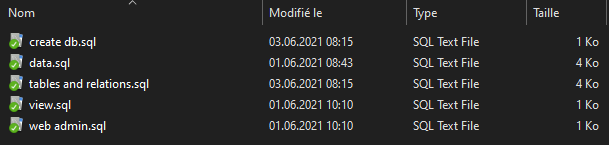 Nom Modifié le Type Taille
create db.sql 03.06.2021 08:15 SQL Text File 1 Ko
data.sql 01.06.2021 08:43 SQL Text File 4 Ko
tables and relations.sql 03.06.2021 08:15 SQL Text File 4 Ko
view.sql 01.06.2021 10:10 SQL Text File 1 Ko
web admin.sql 01.06.2021 10:10 SQL Text File 1 Ko